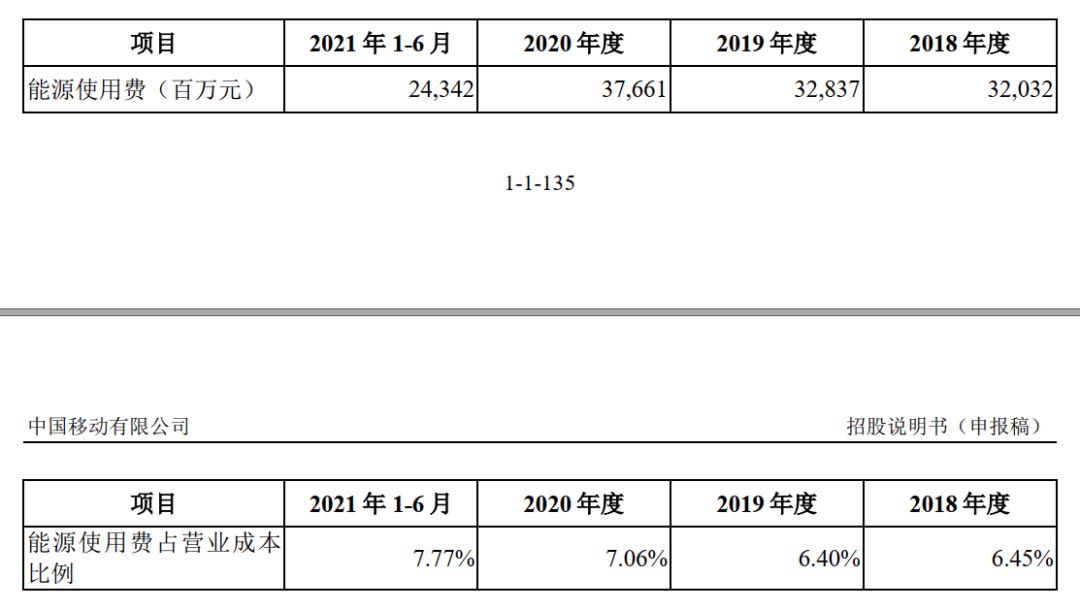 项目 2021 年 1-6 月 2020 年度 2019 年度 2018 年度
能源使用费（百万元） 24,342 37,661 32,837 32,032
1-1-135
中国移动有限公司 招股说明书（申报稿）
项目 2021 年 1-6 月 2020 年度 2019 年度 2018 年度
能源使用费占营业成本
比例 7.77% 7.06% 6.40% 6.45%